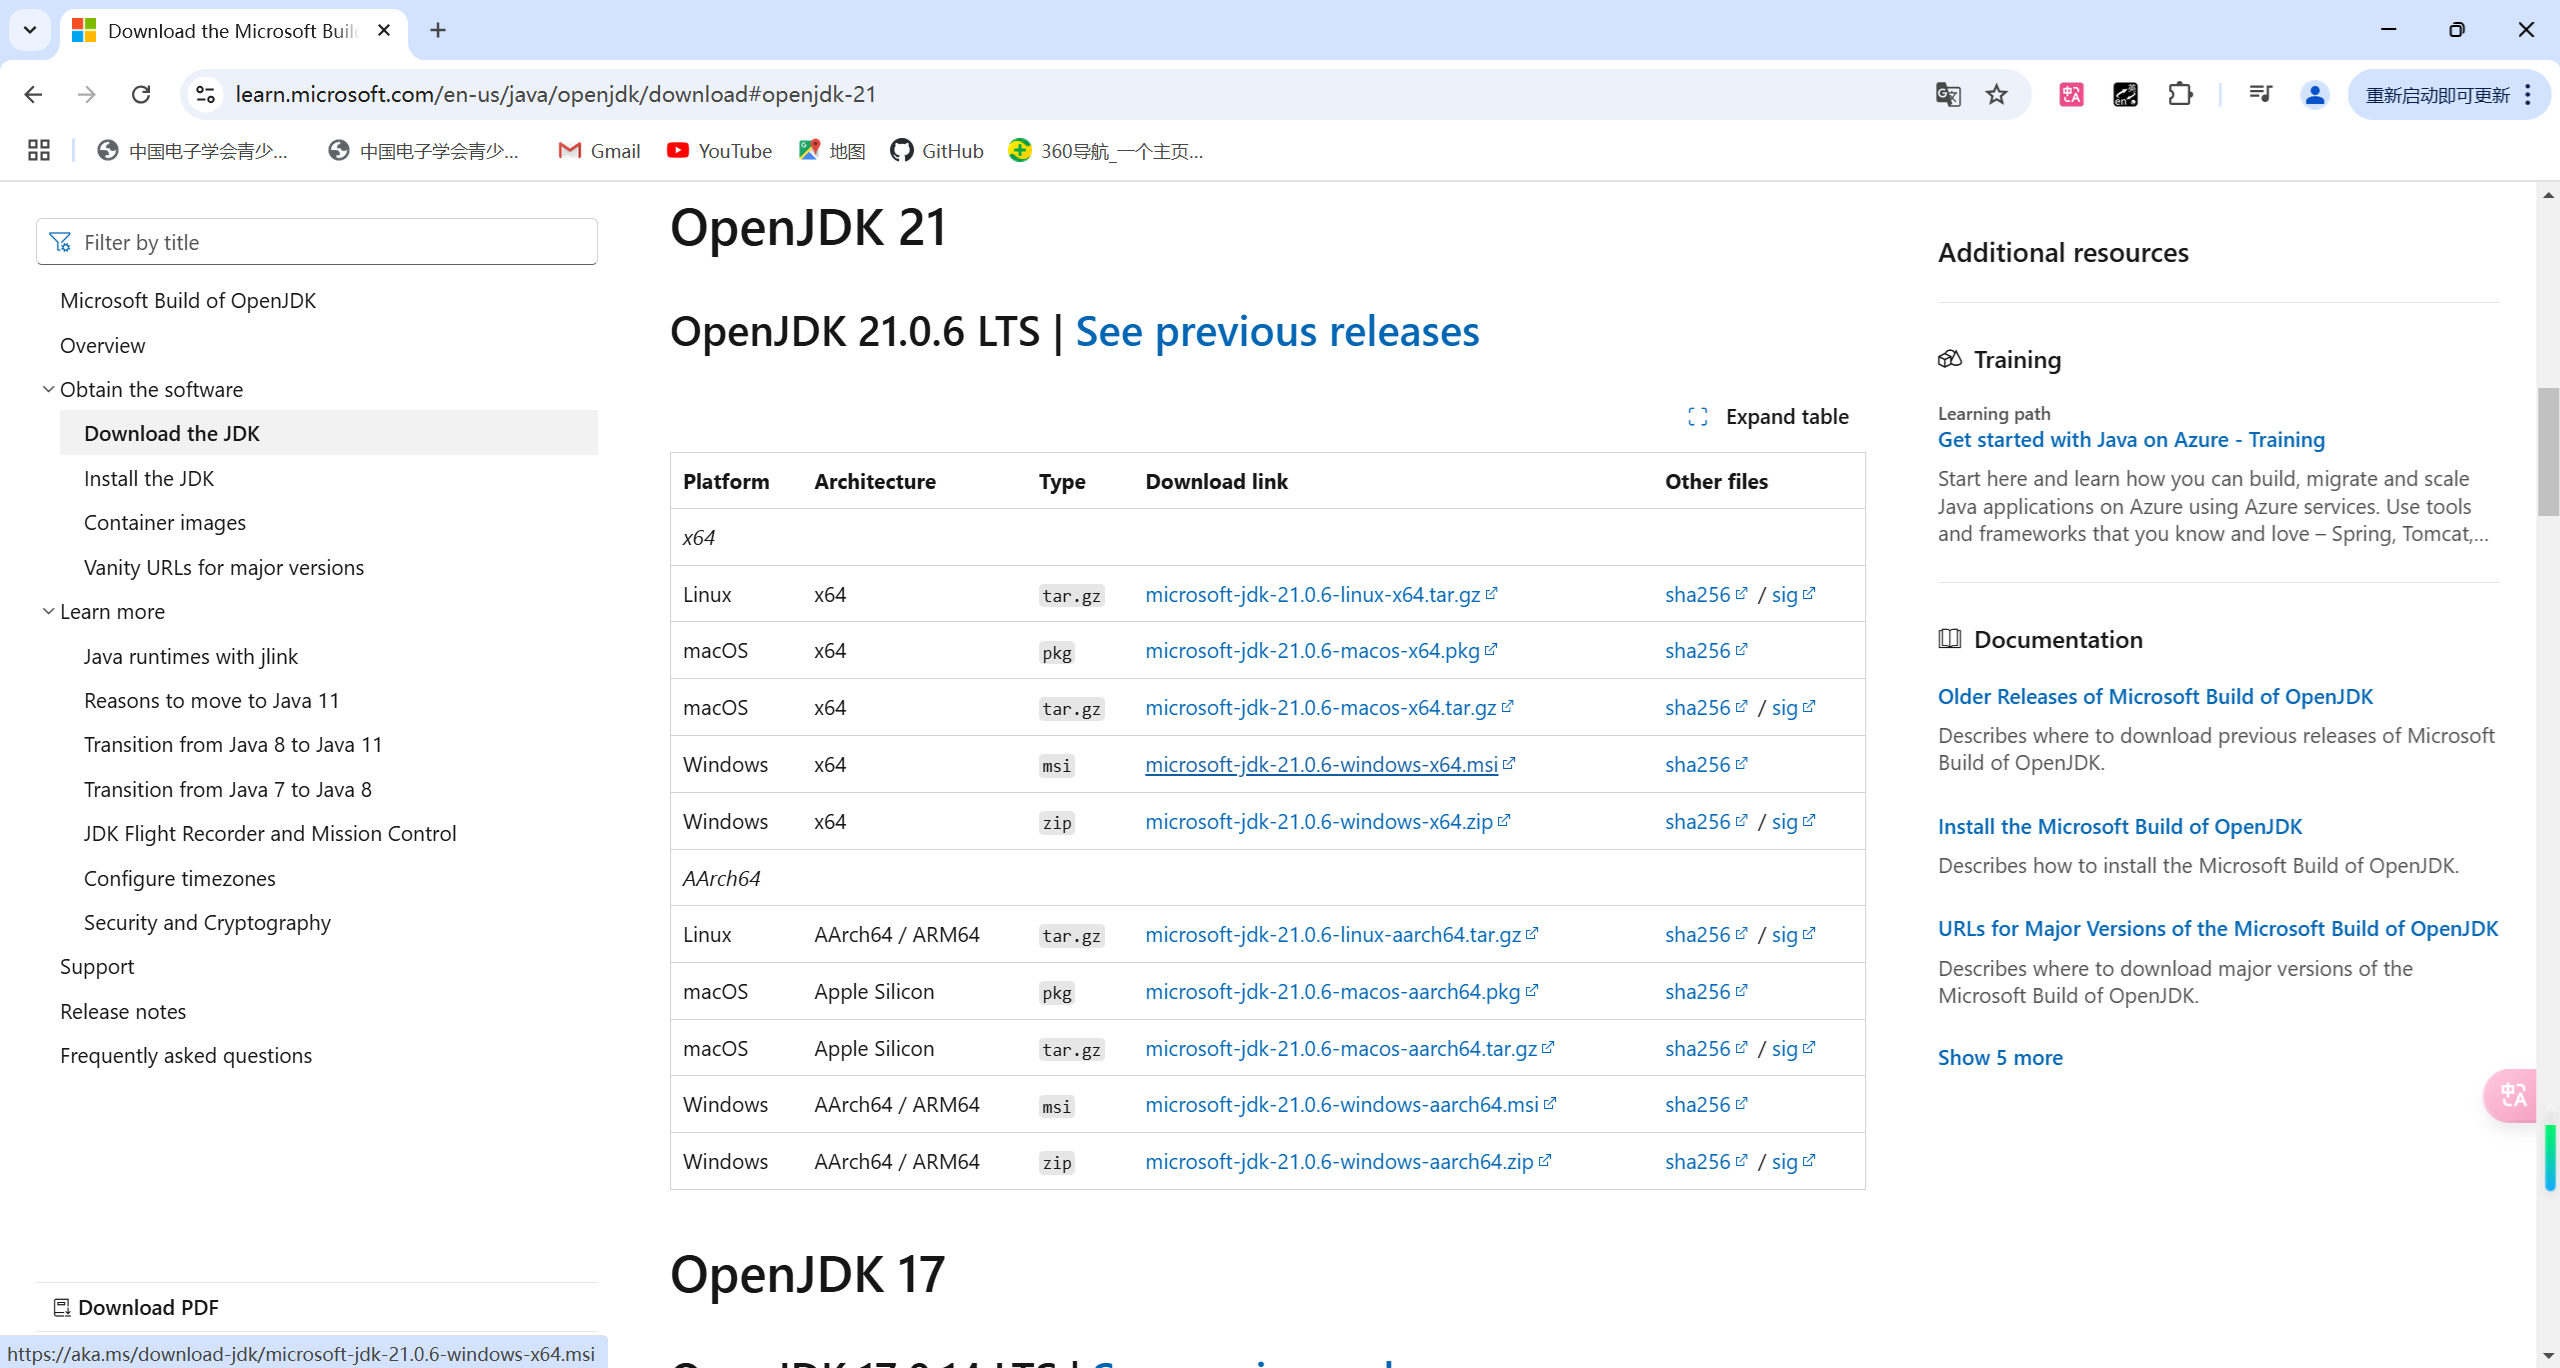 Download the Microsoft Buil
learn.microsoft.com/en-us/java/openjdk/download#openjdk-21
重新启动即可更新
中国电子学会青少...
中国电子学会青少...
Gmail
YouTube
地图
GitHub
360导航_一个主页...
Filter by title
Microsoft Build of OpenJDK
Overview
Obtain the software
Download the JDK
Install the JDK
Container images
Vanity URLs for major versions
Learn more
Java runtimes with jlink
Reasons to move to Java 11
Transition from Java 8 to Java 11
Transition from Java 7 to Java 8
JDK Flight Recorder and Mission Control
Configure timezones
Security and Cryptography
Support
Release notes
Frequently asked questions
Download PDF
https://aka.ms/download-jdk/microsoft-jdk-21.0.6-windows-x64.msi
OpenJDK 21
OpenJDK 21.0.6 LTS | See previous releases
Expand table
Platform Architecture Type Download link Other files
x64
Linux x64 tar.gz microsoft-jdk-21.0.6-linux-x64.tar.gz sha256 / sig
macOS x64 pkg microsoft-jdk-21.0.6-macos-x64.pkg sha256
macOS x64 tar.gz microsoft-jdk-21.0.6-macos-x64.tar.gz sha256 / sig
Windows x64 msi microsoft-jdk-21.0.6-windows-x64.msi sha256
Windows x64 zip microsoft-jdk-21.0.6-windows-x64.zip sha256 / sig
AArch64
Linux AArch64 / ARM64 tar.gz microsoft-jdk-21.0.6-linux-aarch64.tar.gz sha256 / sig
macOS Apple Silicon pkg microsoft-jdk-21.0.6-macos-aarch64.pkg sha256
macOS Apple Silicon tar.gz microsoft-jdk-21.0.6-macos-aarch64.tar.gz sha256 / sig
Windows AArch64 / ARM64 msi microsoft-jdk-21.0.6-windows-aarch64.msi sha256
Windows AArch64 / ARM64 zip microsoft-jdk-21.0.6-windows-aarch64.zip sha256 / sig
OpenJDK 17
Additional resources
Training
Learning path
Get started with Java on Azure - Training
Start here and learn how you can build, migrate and scale
Java applications on Azure using Azure services. Use tools
and frameworks that you know and love – Spring, Tomcat,...
Documentation
Older Releases of Microsoft Build of OpenJDK
Describes where to download previous releases of Microsoft
Build of OpenJDK.
Install the Microsoft Build of OpenJDK
Describes how to install the Microsoft Build of OpenJDK.
URLs for Major Versions of the Microsoft Build of OpenJDK
Describes where to download major versions of the
Microsoft Build of OpenJDK.
Show 5 more